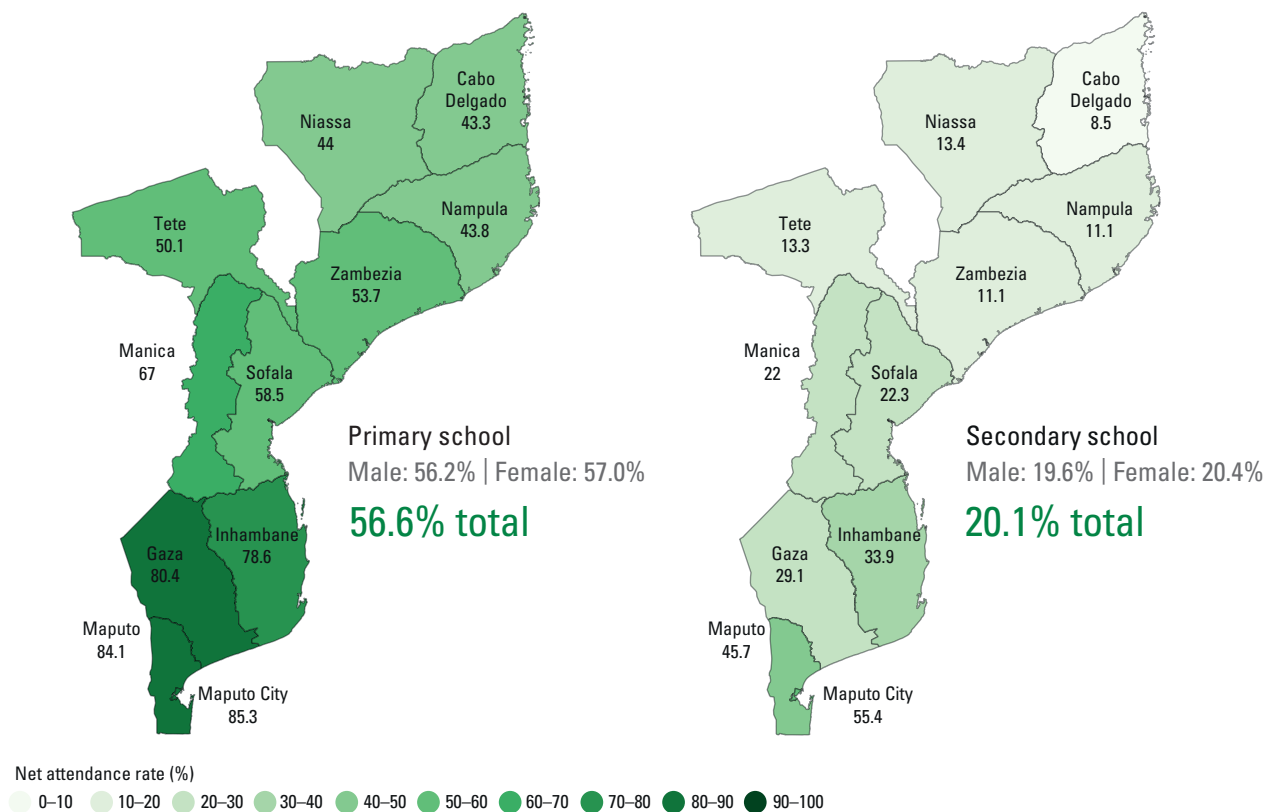 Cabo
Delgado
43.3
Niassa
44
Nampula
43.8
Tete
50.1
Zambezia
53.7
Manica
67
Sofala
58.5
Primary school
Male: 56.2% | Female: 57.0%
56.6% total
Inhambane
78.6
Gaza
80.4
Maputo
84.1
Maputo City
85.3
Cabo
Delgado
8.5
Niassa
13.4
Nampula
11.1
Tete
13.3
Zambezia
11.1
Manica
22
Sofala
22.3
Secondary school
Male: 19.6% | Female: 20.4%
20.1% total
Inhambane
33.9
Gaza
29.1
Maputo
45.7
Maputo City
55.4
Net attendance rate (%)
0–10 10–20 20–30 30–40 40–50 50–60 60–70 70–80 80–90 90–100